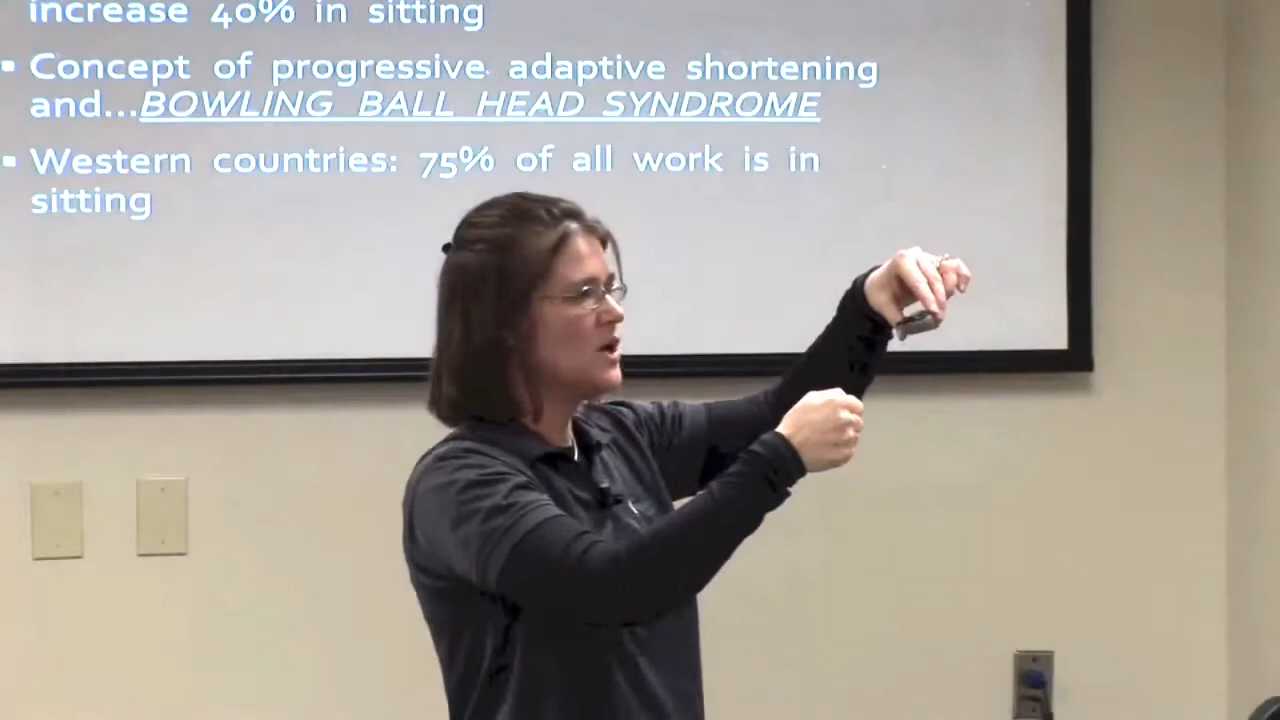 increase 40% in sitting
▪ Concept of progressive adaptive shortening
and...BOWLING BALL HEAD SYNDROME
▪ Western countries: 75% of all work is in
sitting